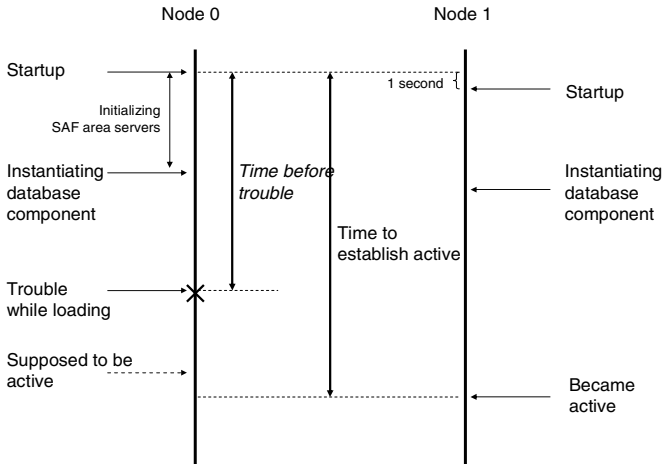 Node 0
Node 1
Startup
1 second
Startup
Initializing
SAF area servers
Instantiating
database
component
Time before
trouble
Instantiating
database
component
Time to
establish active
Trouble
while loading
Supposed to be
active
Became
active